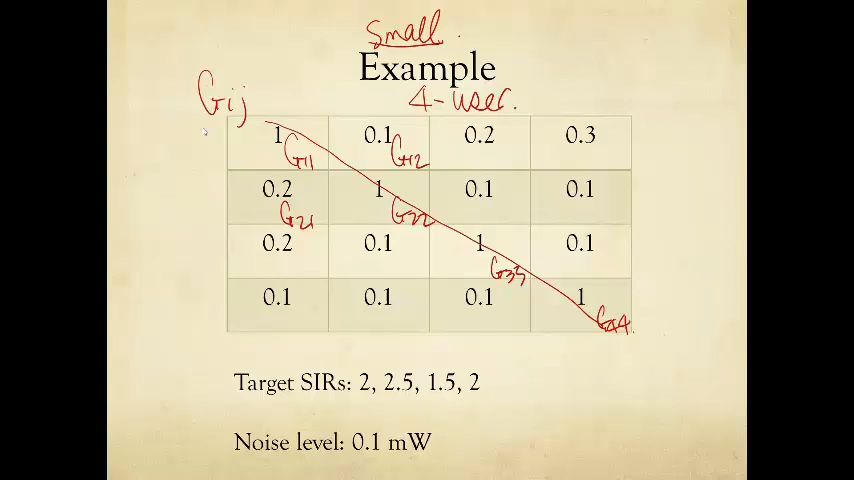 Small.
Example
4-user.
Gij
1 0.1 0.2 0.3
G11 G12
0.2 1 0.1 0.1
G21 G22
0.2 0.1 1 0.1
G33
0.1 0.1 0.1 1
G44
Target SIRs: 2, 2.5, 1.5, 2
Noise level: 0.1 mW